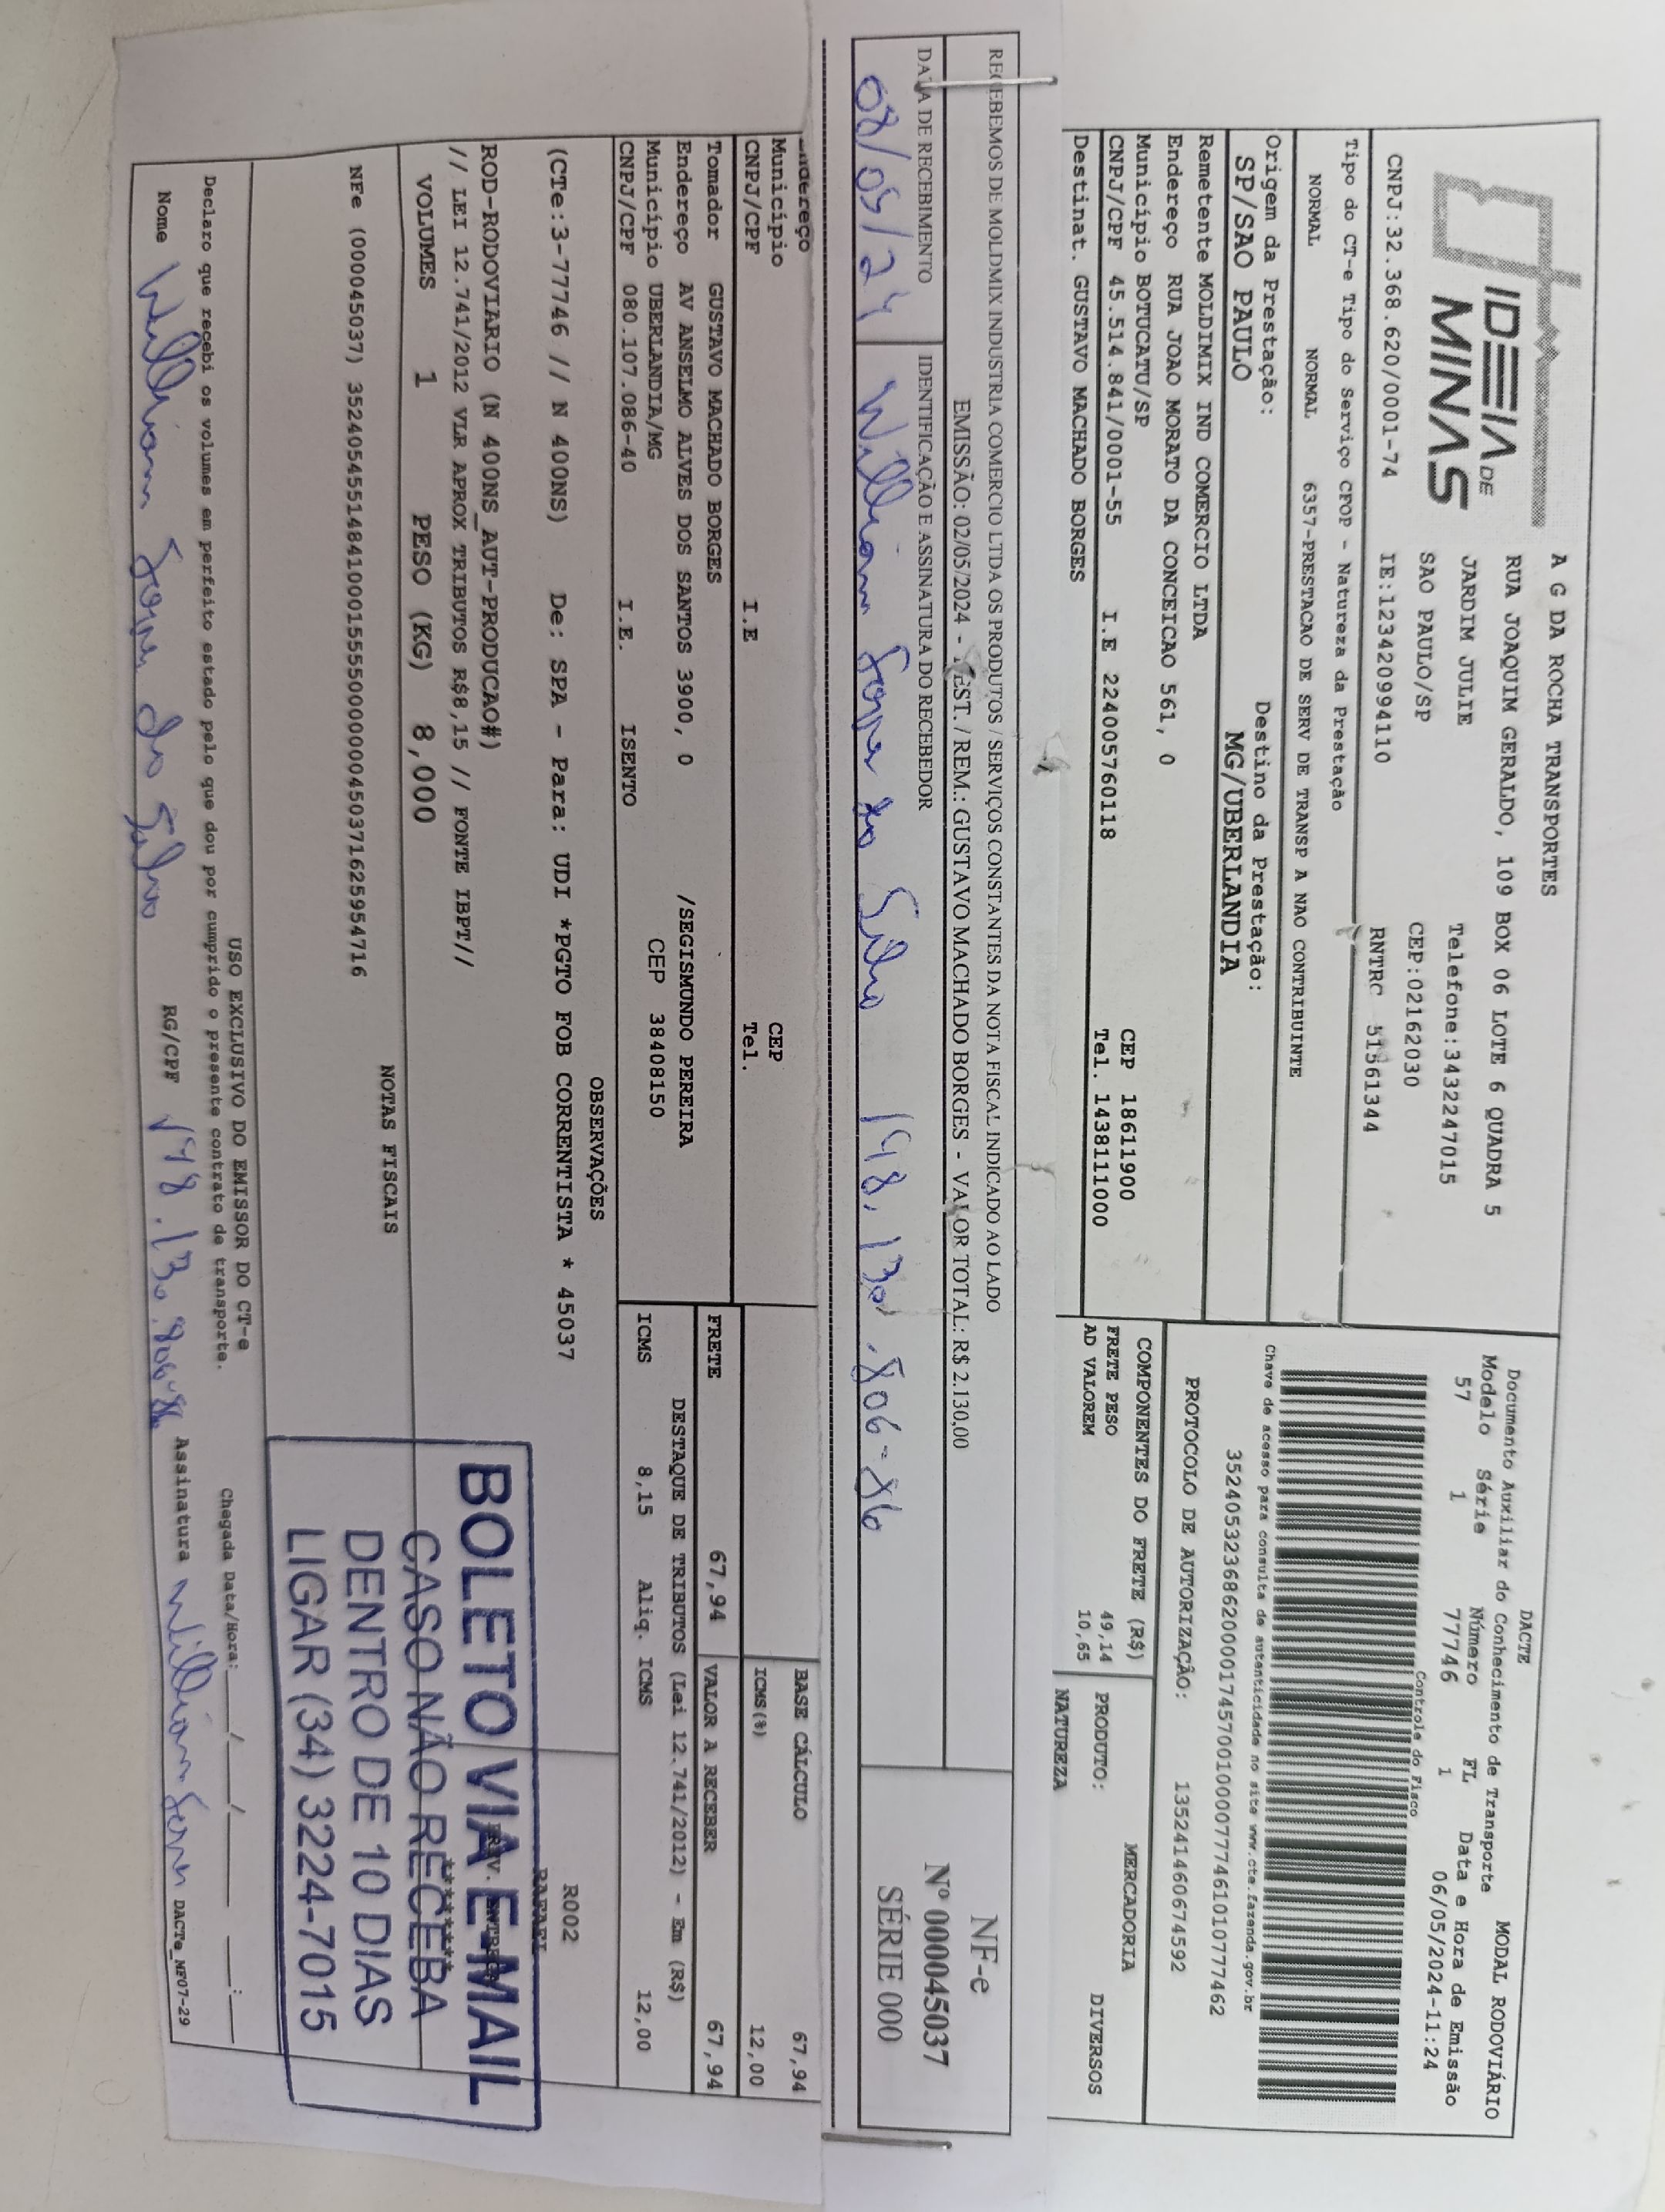 IDEIA DE
MINAS
A G DA ROCHA TRANSPORTES
RUA JOAQUIM GERALDO, 109 BOX 06 LOTE 6 QUADRA 5
JARDIM JULIE Telefone:3432247015
SAO PAULO/SP CEP:02162030
CNPJ:32.368.620/0001-74 IE:123420994110 RNTRC 51361344
DACTE
Documento Auxiliar do Conhecimento de Transporte MODAL RODOVIÁRIO
Modelo Série Número FL Data e Hora de Emissão
57 1 77746 1 06/05/2024-11:24
Controle do Fisco
Tipo do CT-e Tipo do Serviço CFOP - Natureza da Prestação
NORMAL NORMAL 6357-PRESTACAO DE SERV DE TRANSP A NAO CONTRIBUINTE
Chave de acesso para consulta de autenticidade no site www.cte.fazenda.gov.br
35240532368620000174570010000777461010777462
Origem da Prestação: Destino da Prestação:
SP/SAO PAULO MG/UBERLANDIA
PROTOCOLO DE AUTORIZAÇÃO: 135241460674592
Remetente MOLDIMIX IND COMERCIO LTDA
Endereço RUA JOAO MORATO DA CONCEICAO 561, 0
Município BOTUCATU/SP CEP 18611900
CNPJ/CPF 45.514.841/0001-55 I.E 224005760118 Tel. 1438111000
Destinat. GUSTAVO MACHADO BORGES
COMPONENTES DO FRETE (R$) MERCADORIA
FRETE PESO 49,14 PRODUTO: DIVERSOS
AD VALOREM 10,65 NATUREZA
RECEBEMOS DE MOLDMIX INDUSTRIA COMERCIO LTDA OS PRODUTOS / SERVIÇOS CONSTANTES DA NOTA FISCAL INDICADO AO LADO
EMISSÃO: 02/05/2024 - DEST. / REM.: GUSTAVO MACHADO BORGES - VALOR TOTAL: R$ 2.130,00
DATA DE RECEBIMENTO IDENTIFICAÇÃO E ASSINATURA DO RECEBEDOR
08/05/24 William da Silva 148.130.806-86
NF-e
Nº 000045037
SÉRIE 000
Endereço
Município CEP
CNPJ/CPF I.E Tel.
BASE CÁLCULO 67,94
ICMS(%) 12,00
Tomador GUSTAVO MACHADO BORGES
Endereço AV ANSELMO ALVES DOS SANTOS 3900, 0 /SEGISMUNDO PEREIRA
Município UBERLANDIA/MG CEP 38408150
CNPJ/CPF 080.107.086-40 I.E. ISENTO
FRETE 67,94 VALOR A RECEBER 67,94
DESTAQUE DE TRIBUTOS (Lei 12.741/2012) - Em (R$)
ICMS 8,15 Aliq. ICMS 12,00
OBSERVAÇÕES
(CTe:3-77746 // N 400NS) De: SPA - Para: UDI *PGTO FOB CORRENTISTA * 45037
R002
RAFAEL
ROD-RODOVIARIO (N 400NS_AUT-PRODUCAO#)
// LEI 12.741/2012 VLR APROX TRIBUTOS R$8,15 // FONTE IBPT//
VOLUMES 1 PESO (KG) 8,000
PREV. ENTREGA
NOTAS FISCAIS
NFe (000045037) 35240545514841000155550000000450371625954716
BOLETO VIA E-MAIL
CASO NÃO RECEBA
DENTRO DE 10 DIAS
LIGAR (34) 3224-7015
USO EXCLUSIVO DO EMISSOR DO CT-e
Declaro que recebi os volumes em perfeito estado pelo que dou por cumprido o presente contrato de transporte. Chegada Data/Hora: ____/____/____ __:__
Nome William da Silva RG/CPF 148.130.806-86 Assinatura William DACTe_MF07-29